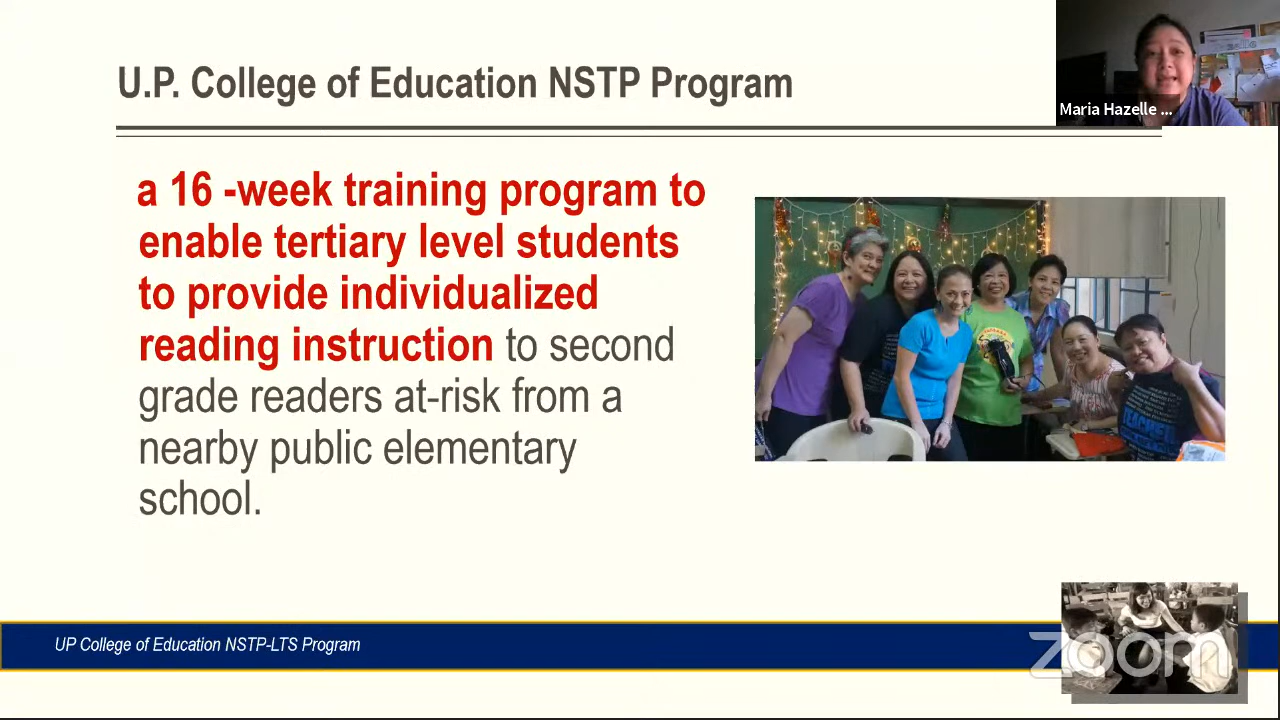 U.P. College of Education NSTP Program
Maria Hazelle ...
a 16 -week training program to
enable tertiary level students
to provide individualized
reading instruction to second
grade readers at-risk from a
nearby public elementary
school.
UP College of Education NSTP-LTS Program
zoom